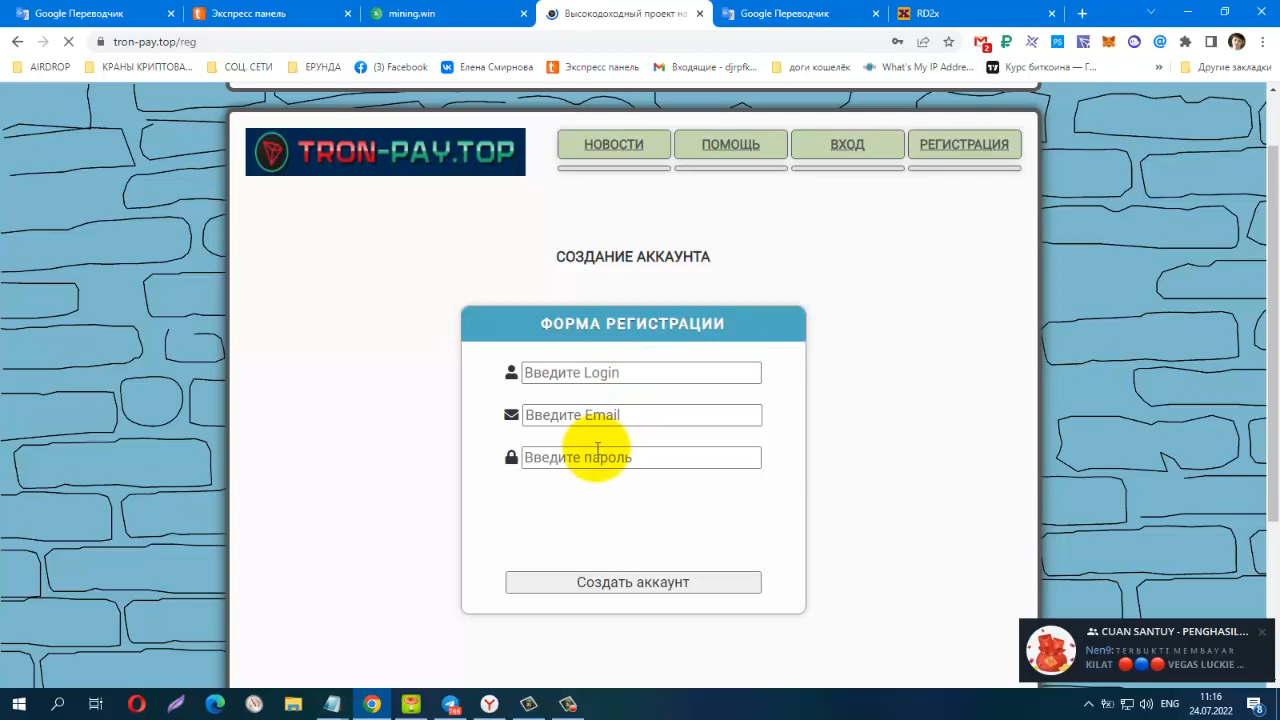 Google Переводчик
Экспресс панель
mining.win
Высокодоходный проект на
Google Переводчик
RD2x
tron-pay.top/reg
2
PS
AIRDROP
КРАНЫ КРИПТОВА...
СОЦ. СЕТИ
ЕРУНДА
(3) Facebook
Елена Смирнова
Экспресс панель
Входящие - djrpfk...
доги кошелёк
What's My IP Addre...
Курс биткоина — Г...
»
Другие закладки
TRON-PAY.TOP
НОВОСТИ
ПОМОЩЬ
ВХОД
РЕГИСТРАЦИЯ
СОЗДАНИЕ АККАУНТА
ФОРМА РЕГИСТРАЦИИ
Введите Login
Введите Email
Введите пароль
Создать аккаунт
CUAN SANTUY - PENGHASIL...
Nen9: TERBUKTI MEMBAYAR
KILAT 🔴🔵🔴 VEGAS LUCKIE ...
ENG
11:16
24.07.2022
8